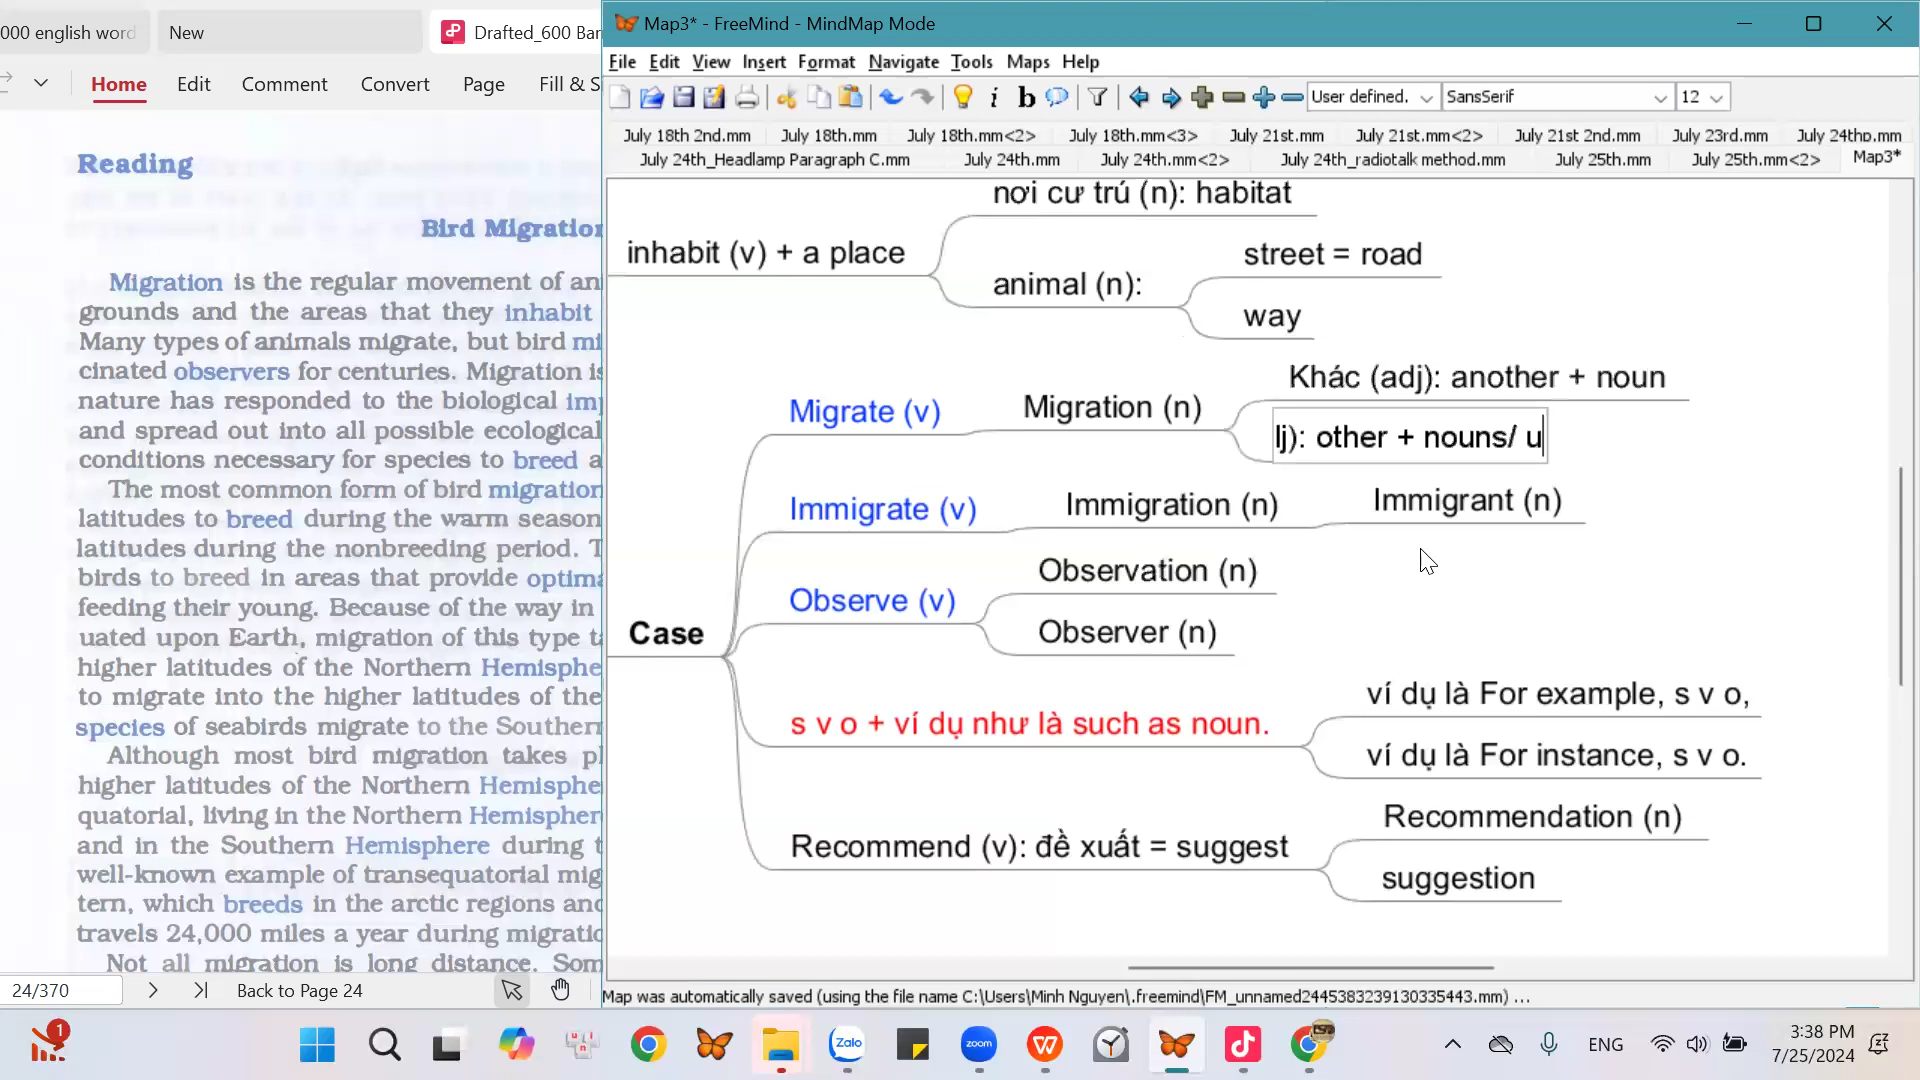 000 english word
New
Drafted_600 Bar
Home
Edit
Comment
Convert
Page
Fill & S
Reading
Bird Migration
Migration is the regular movement of an
grounds and the areas that they inhabit
Many types of animals migrate, but bird mi
cinated observers for centuries. Migration is
nature has responded to the biological im
and spread out into all possible ecological
conditions necessary for species to breed a
The most common form of bird migration
latitudes to breed during the warm season
latitudes during the nonbreeding period. T
birds to breed in areas that provide optima
feeding their young. Because of the way in
uated upon Earth, migration of this type ta
higher latitudes of the Northern Hemisphe
to migrate into the higher latitudes of the
species of seabirds migrate to the Southern
Although most bird migration takes pl
higher latitudes of the Northern Hemisphe
quatorial, living in the Northern Hemispher
and in the Southern Hemisphere during t
well-known example of transequatorial mig
tern, which breeds in the arctic regions and
travels 24,000 miles a year during migratio
Not all migration is long distance. Som
24/370
Back to Page 24
Map3* - FreeMind - MindMap Mode
File Edit View Insert Format Navigate Tools Maps Help
User defined.
SansSerif
12
July 18th 2nd.mm July 18th.mm July 18th.mm<2> July 18th.mm<3> July 21st.mm July 21st.mm<2> July 21st 2nd.mm July 23rd.mm July 24thp.mm
July 24th_Headlamp Paragraph C.mm July 24th.mm July 24th.mm<2> July 24th_radiotalk method.mm July 25th.mm July 25th.mm<2> Map3*
nơi cư trú (n): habitat
inhabit (v) + a place
animal (n):
street = road
way
Khác (adj): another + noun
Migrate (v)
Migration (n)
lj): other + nouns/ u
Immigrate (v)
Immigration (n)
Immigrant (n)
Observation (n)
Observe (v)
Observer (n)
Case
s v o + ví dụ như là such as noun.
ví dụ là For example, s v o,
ví dụ là For instance, s v o.
Recommend (v): đề xuất = suggest
Recommendation (n)
suggestion
Map was automatically saved (using the file name C:\Users\Minh Nguyen\.freemind\FM_unnamed2445383239130335443.mm) ...
1
Zalo
zoom
ENG
3:38 PM
7/25/2024